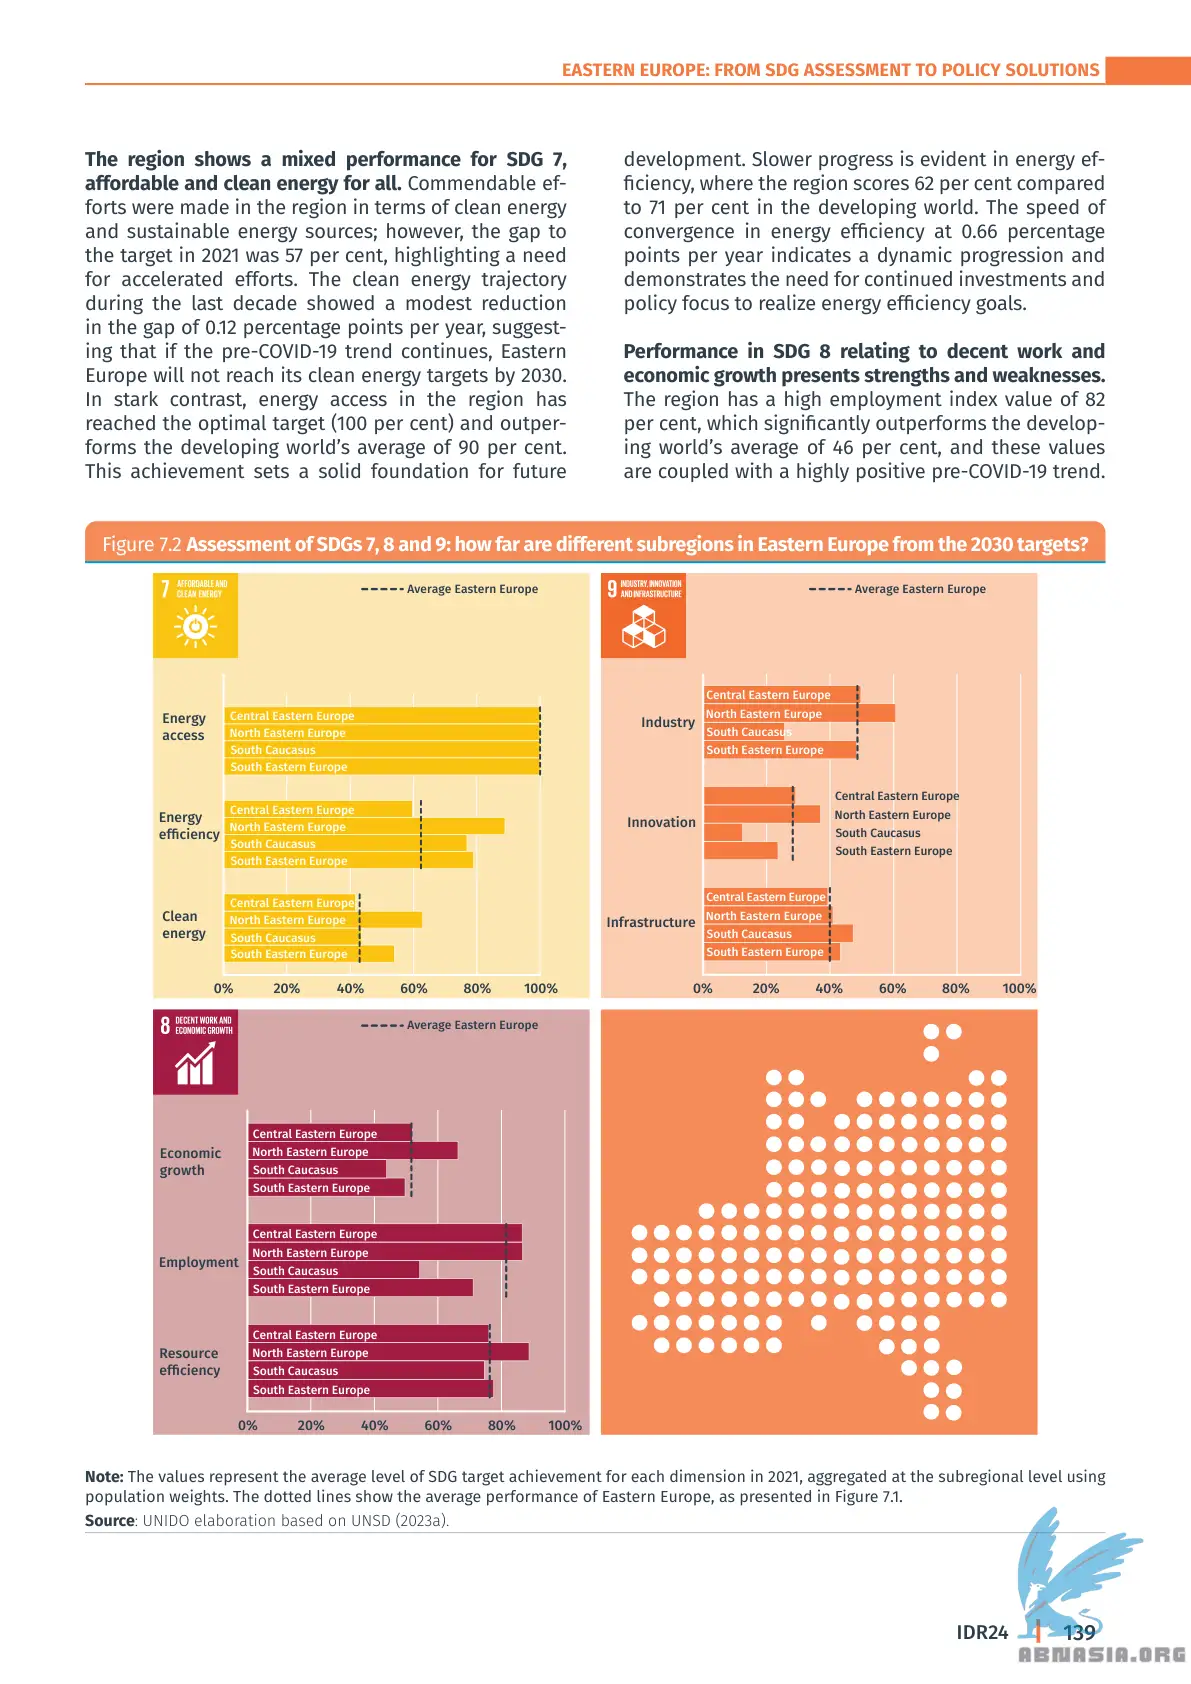 EASTERN EUROPE: FROM SDG ASSESSMENT TO POLICY SOLUTIONS
The region shows a mixed performance for SDG 7,
affordable and clean energy for all. Commendable ef-
forts were made in the region in terms of clean energy
and sustainable energy sources; however, the gap to
the target in 2021 was 57 per cent, highlighting a need
for accelerated efforts. The clean energy trajectory
during the last decade showed a modest reduction
in the gap of 0.12 percentage points per year, suggest-
ing that if the pre-COVID-19 trend continues, Eastern
Europe will not reach its clean energy targets by 2030.
In stark contrast, energy access in the region has
reached the optimal target (100 per cent) and outper-
forms the developing world's average of 90 per cent.
This achievement sets a solid foundation for future
development. Slower progress is evident in energy ef-
ficiency, where the region scores 62 per cent compared
to 71 per cent in the developing world. The speed of
convergence in energy efficiency at 0.66 percentage
points per year indicates a dynamic progression and
demonstrates the need for continued investments and
policy focus to realize energy efficiency goals.
Performance in SDG 8 relating to decent work and
economic growth presents strengths and weaknesses.
The region has a high employment index value of 82
per cent, which significantly outperforms the develop-
ing world's average of 46 per cent, and these values
are coupled with a highly positive pre-COVID-19 trend.
Figure 7.2 Assessment of SDGs 7, 8 and 9: how far are different subregions in Eastern Europe from the 2030 targets?
7 AFFORDABLE AND
CLEAN ENERGY
Average Eastern Europe
Energy
access
Central Eastern Europe
North Eastern Europe
South Caucasus
South Eastern Europe
Energy
efficiency
Central Eastern Europe
North Eastern Europe
South Caucasus
South Eastern Europe
Clean
energy
Central Eastern Europe
North Eastern Europe
South Caucasus
South Eastern Europe
0% 20% 40% 60% 80% 100%
9 INDUSTRY, INNOVATION
AND INFRASTRUCTURE
Average Eastern Europe
Industry
Central Eastern Europe
North Eastern Europe
South Caucasus
South Eastern Europe
Innovation
Central Eastern Europe
North Eastern Europe
South Caucasus
South Eastern Europe
Infrastructure
Central Eastern Europe
North Eastern Europe
South Caucasus
South Eastern Europe
0% 20% 40% 60% 80% 100%
8 DECENT WORK AND
ECONOMIC GROWTH
Average Eastern Europe
Economic
growth
Central Eastern Europe
North Eastern Europe
South Caucasus
South Eastern Europe
Employment
Central Eastern Europe
North Eastern Europe
South Caucasus
South Eastern Europe
Resource
efficiency
Central Eastern Europe
North Eastern Europe
South Caucasus
South Eastern Europe
0% 20% 40% 60% 80% 100%
Note: The values represent the average level of SDG target achievement for each dimension in 2021, aggregated at the subregional level using
population weights. The dotted lines show the average performance of Eastern Europe, as presented in Figure 7.1.
Source: UNIDO elaboration based on UNSD (2023a).
IDR24 139
ABNASIA.ORG